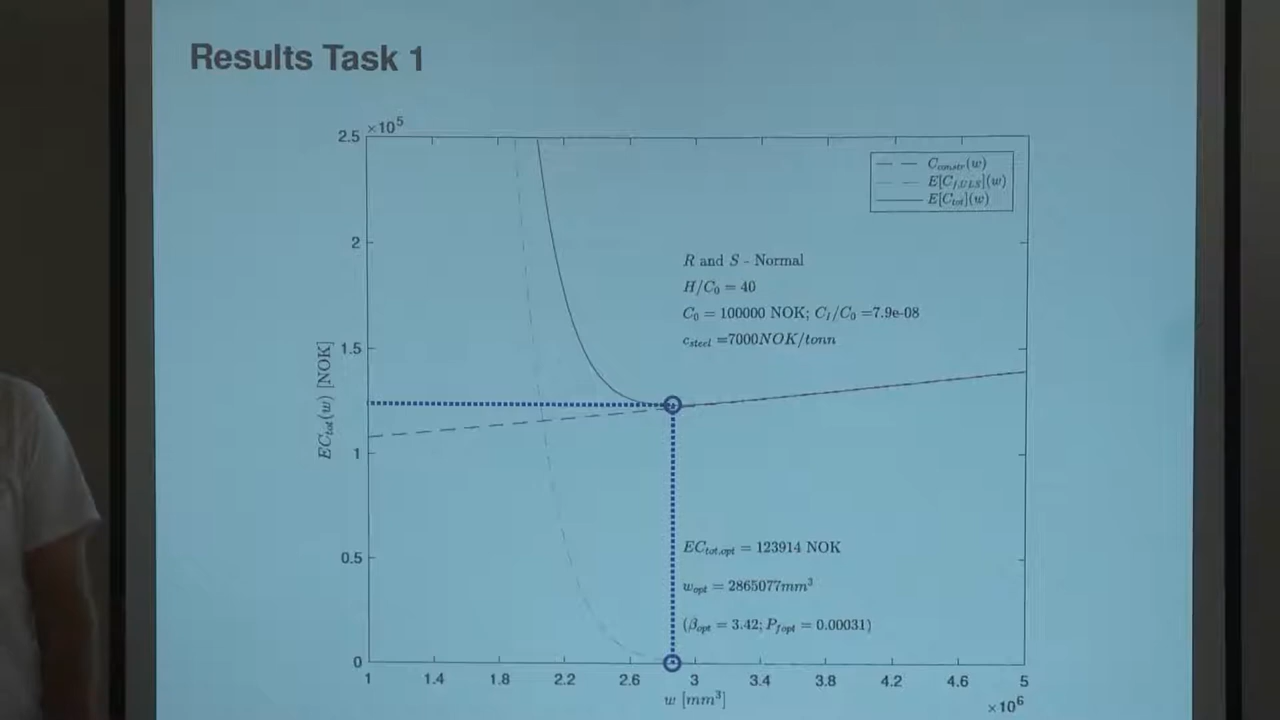 Results Task 1
×10⁵
2.5
2
1.5
1
0.5
0
EC_tot(w) [NOK]
C_constr(w)
E[C_f,ULS](w)
E[C_tot](w)
R and S - Normal
H/C₀ = 40
C₀ = 100000 NOK; C_I/C₀ =7.9e-08
c_steel =7000NOK/tonn
EC_tot,opt = 123914 NOK
w_opt = 2865077mm³
(β_opt = 3.42; P_f opt = 0.00031)
1 1.4 1.8 2.2 2.6 3 3.4 3.8 4.2 4.6 5
w [mm³]
×10⁶